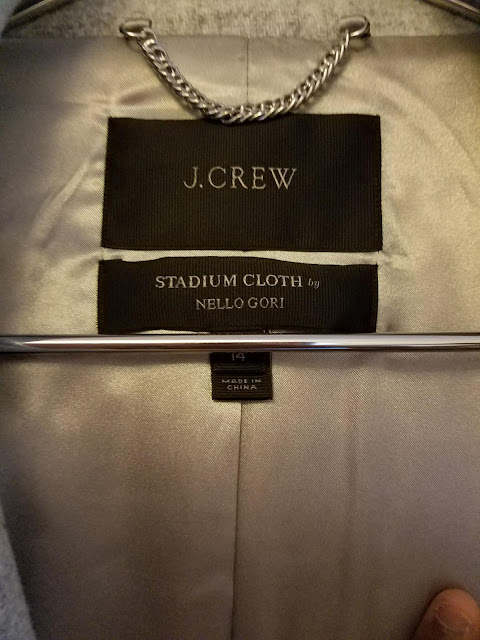 J.CREW
STADIUM CLOTH by
NELLO GORI
14
MADE IN
CHINA